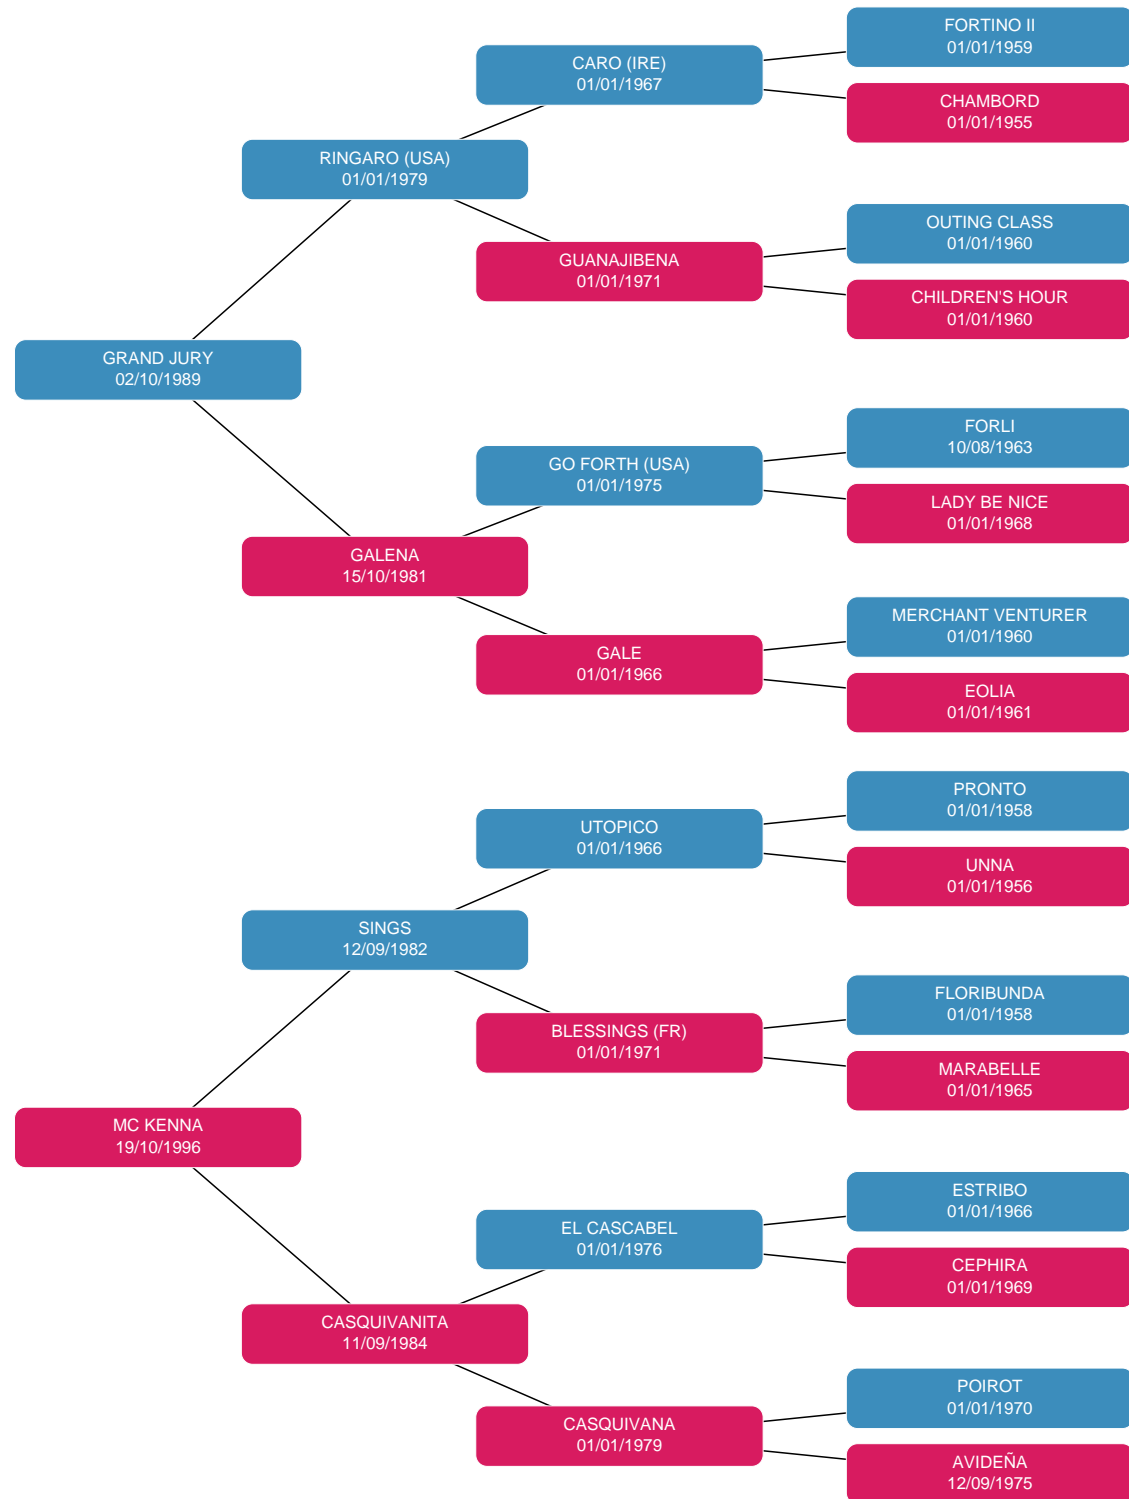 FORTINO II
01/01/1959
CARO (IRE)
01/01/1967
CHAMBORD
01/01/1955
RINGARO (USA)
01/01/1979
OUTING CLASS
01/01/1960
GUANAJIBENA
01/01/1971
CHILDREN'S HOUR
01/01/1960
GRAND JURY
02/10/1989
FORLI
10/08/1963
GO FORTH (USA)
01/01/1975
LADY BE NICE
01/01/1968
GALENA
15/10/1981
MERCHANT VENTURER
01/01/1960
GALE
01/01/1966
EOLIA
01/01/1961
PRONTO
01/01/1958
UTOPICO
01/01/1966
UNNA
01/01/1956
SINGS
12/09/1982
FLORIBUNDA
01/01/1958
BLESSINGS (FR)
01/01/1971
MARABELLE
01/01/1965
MC KENNA
19/10/1996
ESTRIBO
01/01/1966
EL CASCABEL
01/01/1976
CEPHIRA
01/01/1969
CASQUIVANITA
11/09/1984
POIROT
01/01/1970
CASQUIVANA
01/01/1979
AVIDEÑA
12/09/1975